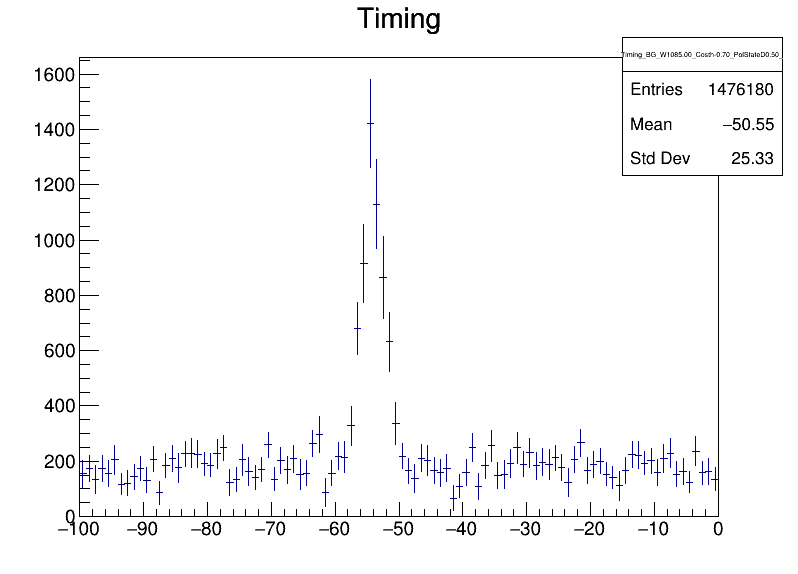 Timing
Timing_BG_W1085.00_Costh-0.70_PolStateD0.50_
Entries 1476180
Mean −50.55
Std Dev 25.33
1600
1400
1200
1000
800
600
400
200
0
−100 −90 −80 −70 −60 −50 −40 −30 −20 −10 0